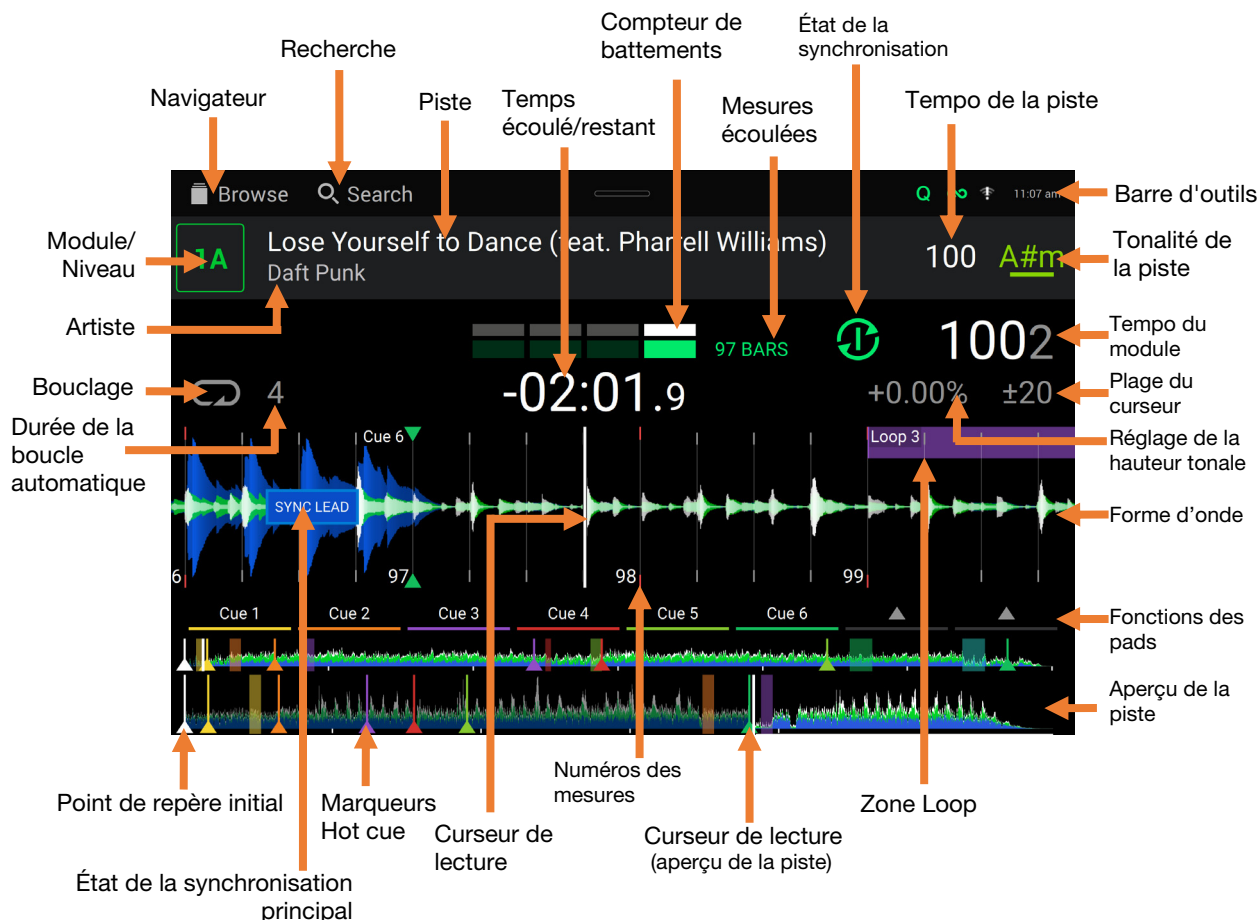 Compteur de
battements
État de la
synchronisation
Recherche
Navigateur
Piste
Temps
écoulé/restant
Mesures
écoulées
Tempo de la piste
Browse
Search
Q
11:07 am
Barre d'outils
Module/
Niveau
1A
Lose Yourself to Dance (feat. Pharrell Williams)
Daft Punk
100
A#m
Tonalité de
la piste
Artiste
97 BARS
1002
Tempo du
module
Bouclage
4
-02:01.9
+0.00%
±20
Plage du
curseur
Durée de la
boucle
automatique
Cue 6
Loop 3
Réglage de la
hauteur tonale
SYNC LEAD
Forme d'onde
6
97
98
99
Cue 1
Cue 2
Cue 3
Cue 4
Cue 5
Cue 6
Fonctions des
pads
Aperçu de la
piste
Point de repère initial
Marqueurs
Hot cue
Curseur de
lecture
Numéros des
mesures
Curseur de lecture
(aperçu de la piste)
Zone Loop
État de la synchronisation
principal